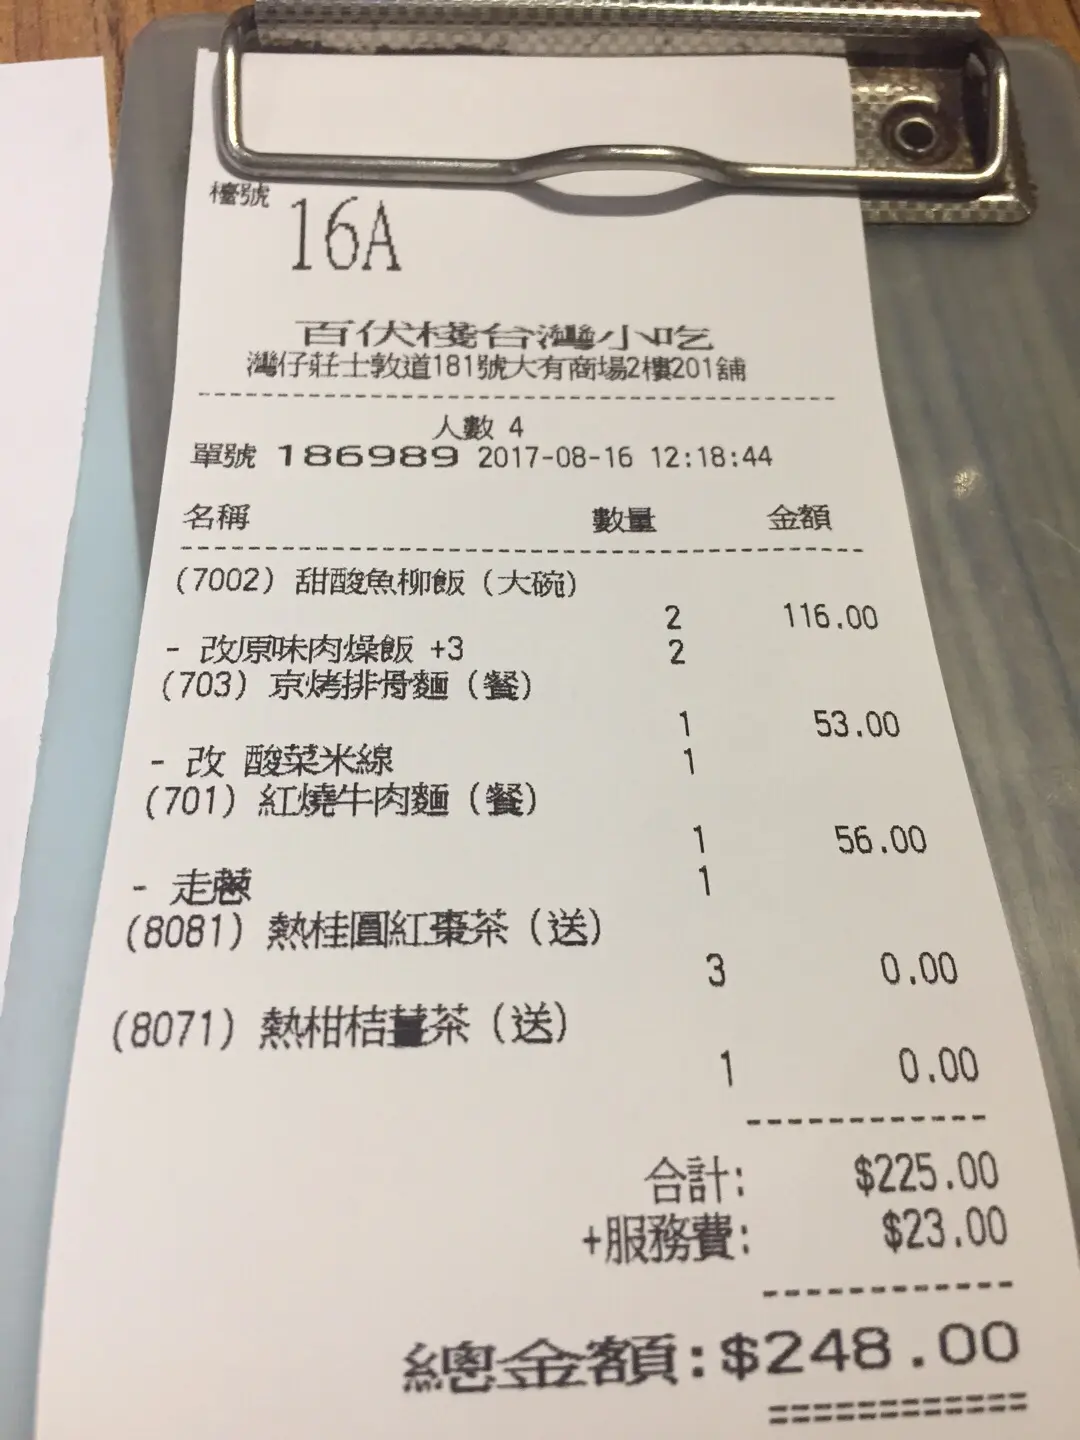 檯號 16A
百伏棧台灣小吃
灣仔莊士敦道181號大有商場2樓201舖
人數 4
單號 186989 2017-08-16 12:18:44
名稱 數量 金額
(7002) 甜酸魚柳飯 (大碗)
2 116.00
- 改原味肉燥飯 +3 2
(703) 京烤排骨麵 (餐)
1 53.00
- 改 酸菜米線 1
(701) 紅燒牛肉麵 (餐)
1 56.00
- 走蔥 1
(8081) 熱桂圓紅棗茶 (送)
3 0.00
(8071) 熱柑桔薑茶 (送)
1 0.00
合計: $225.00
+服務費: $23.00
總金額:$248.00